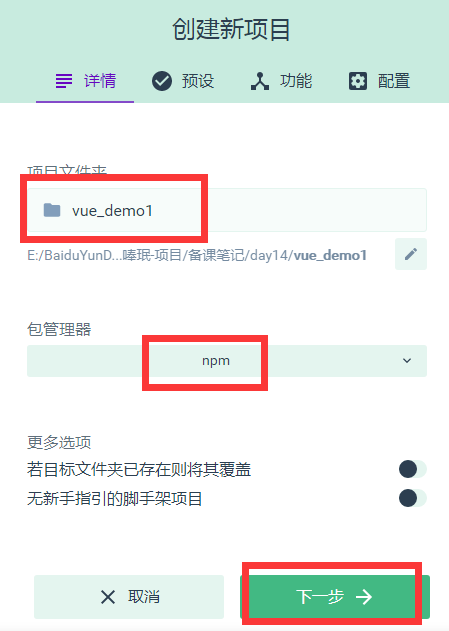 创建新项目
详情 预设 功能 配置
项目文件夹
vue_demo1
E:/BaiduYunD...嗪珉-项目/备课笔记/day14/vue_demo1
包管理器
npm
更多选项
若目标文件夹已存在则将其覆盖
无新手指引的脚手架项目
取消 下一步